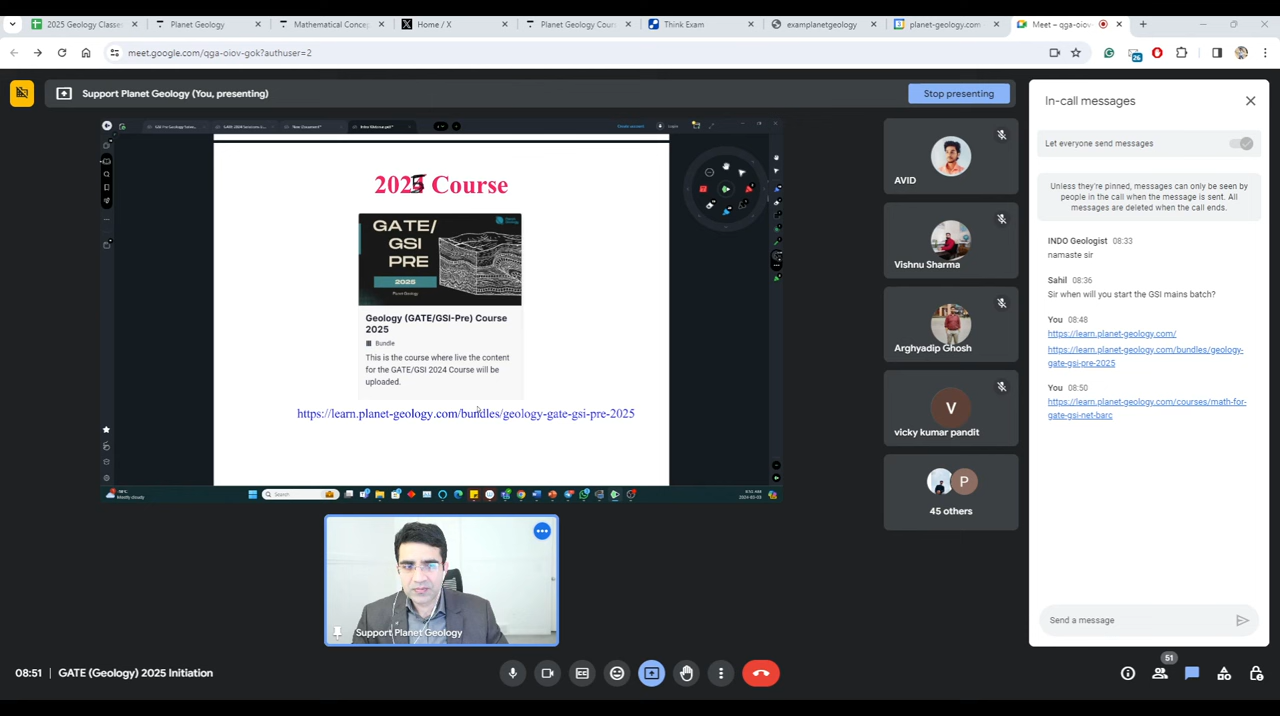 2025 Geology Classe
Planet Geology
Mathematical Concep
Home / X
Planet Geology Cour
Think Exam
examplanetgeology
planet-geology.com
Meet – qga-oiov-
meet.google.com/qga-oiov-gok?authuser=2
26
Support Planet Geology (You, presenting)
Stop presenting
2025 Course
GATE/
GSI
PRE
2025
Planet Geology
Geology (GATE/GSI-Pre) Course
2025
Bundle
This is the course where live the content
for the GATE/GSI 2024 Course will be
uploaded.
https://learn.planet-geology.com/bundles/geology-gate-gsi-pre-2025
Search
Mostly cloudy
AVID
Vishnu Sharma
Arghyadip Ghosh
V
vicky kumar pandit
P
45 others
In-call messages
Let everyone send messages
Unless they're pinned, messages can only be seen by
people in the call when the message is sent. All
messages are deleted when the call ends.
INDO Geologist 08:33
namaste sir
Sahil 08:36
Sir when will you start the GSI mains batch?
You 08:48
https://learn.planet-geology.com/
https://learn.planet-geology.com/bundles/geology-
gate-gsi-pre-2025
You 08:50
https://learn.planet-geology.com/courses/math-for-
gate-gsi-net-barc
Send a message
Support Planet Geology
08:51 | GATE (Geology) 2025 Initiation
51